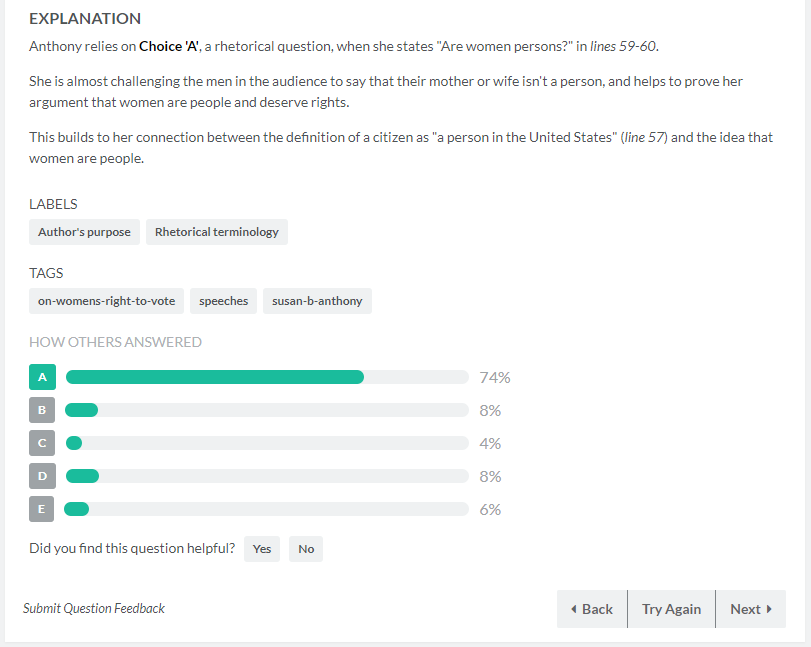 EXPLANATION
Anthony relies on Choice 'A', a rhetorical question, when she states "Are women persons?" in lines 59-60.
She is almost challenging the men in the audience to say that their mother or wife isn't a person, and helps to prove her
argument that women are people and deserve rights.
This builds to her connection between the definition of a citizen as "a person in the United States" (line 57) and the idea that
women are people.
LABELS
Author's purpose Rhetorical terminology
TAGS
on-womens-right-to-vote speeches susan-b-anthony
HOW OTHERS ANSWERED
A 74%
B 8%
C 4%
D 8%
E 6%
Did you find this question helpful? Yes No
Submit Question Feedback Back Try Again Next